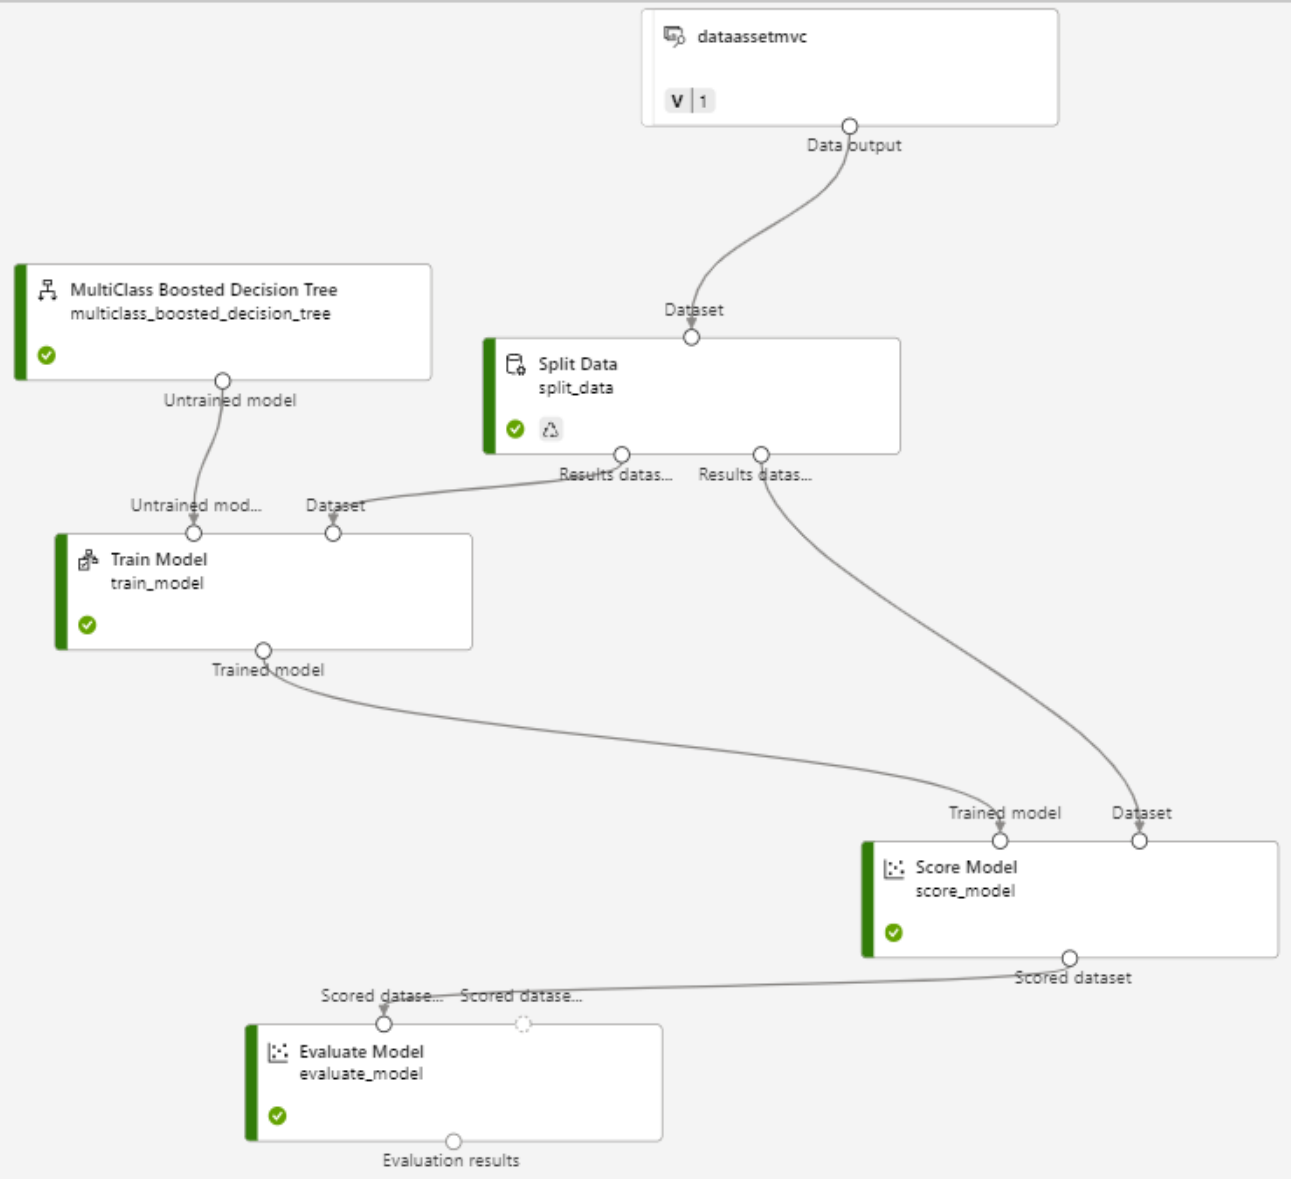 dataassetmvc
V | 1
Data output
MultiClass Boosted Decision Tree
multiclass_boosted_decision_tree
Untrained model
Dataset
Split Data
split_data
Results datas...
Results datas...
Untrained mod...
Dataset
Train Model
train_model
Trained model
Trained model
Dataset
Score Model
score_model
Scored dataset
Scored datase...
Scored datase...
Evaluate Model
evaluate_model
Evaluation results